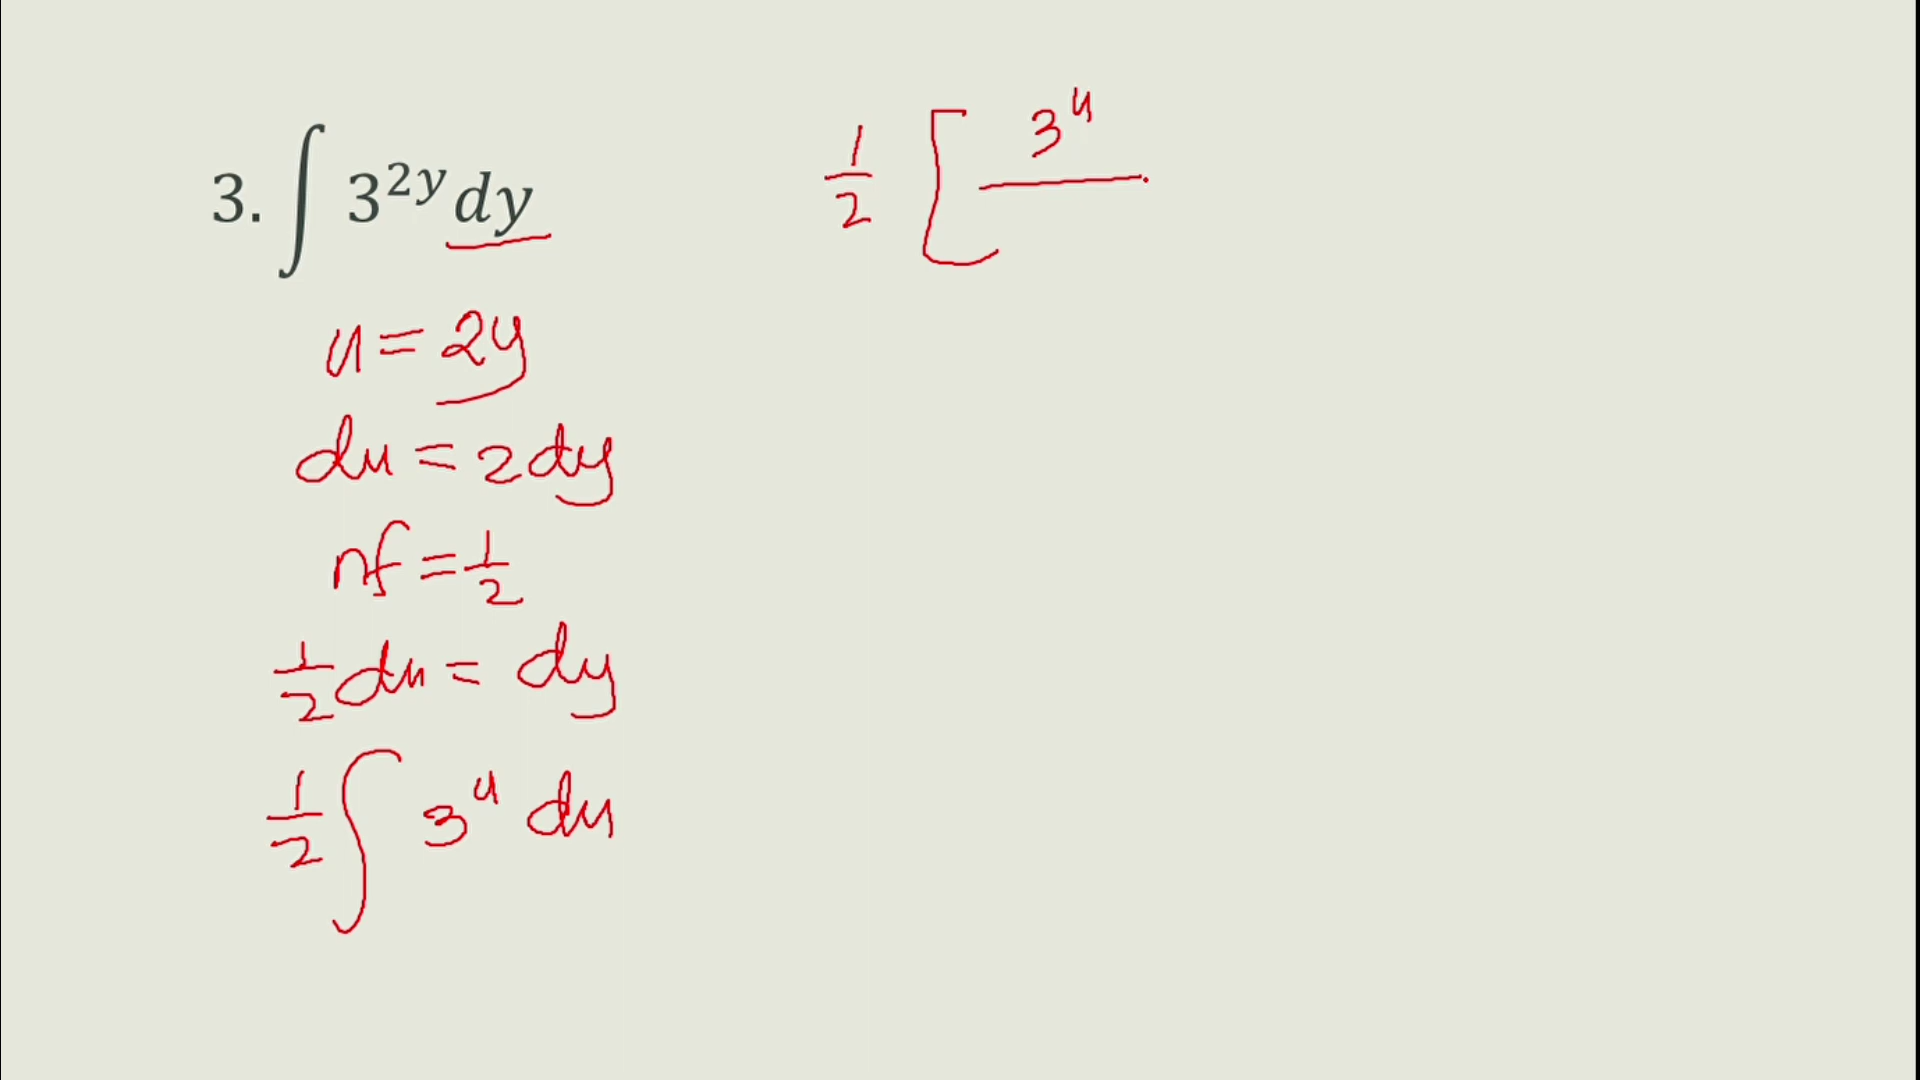 3. ∫ 3^{2y} dy
u = 2y
du = 2dy
nf = 1/2
1/2 du = dy
1/2 ∫ 3^u du
1/2 [ 3^u /